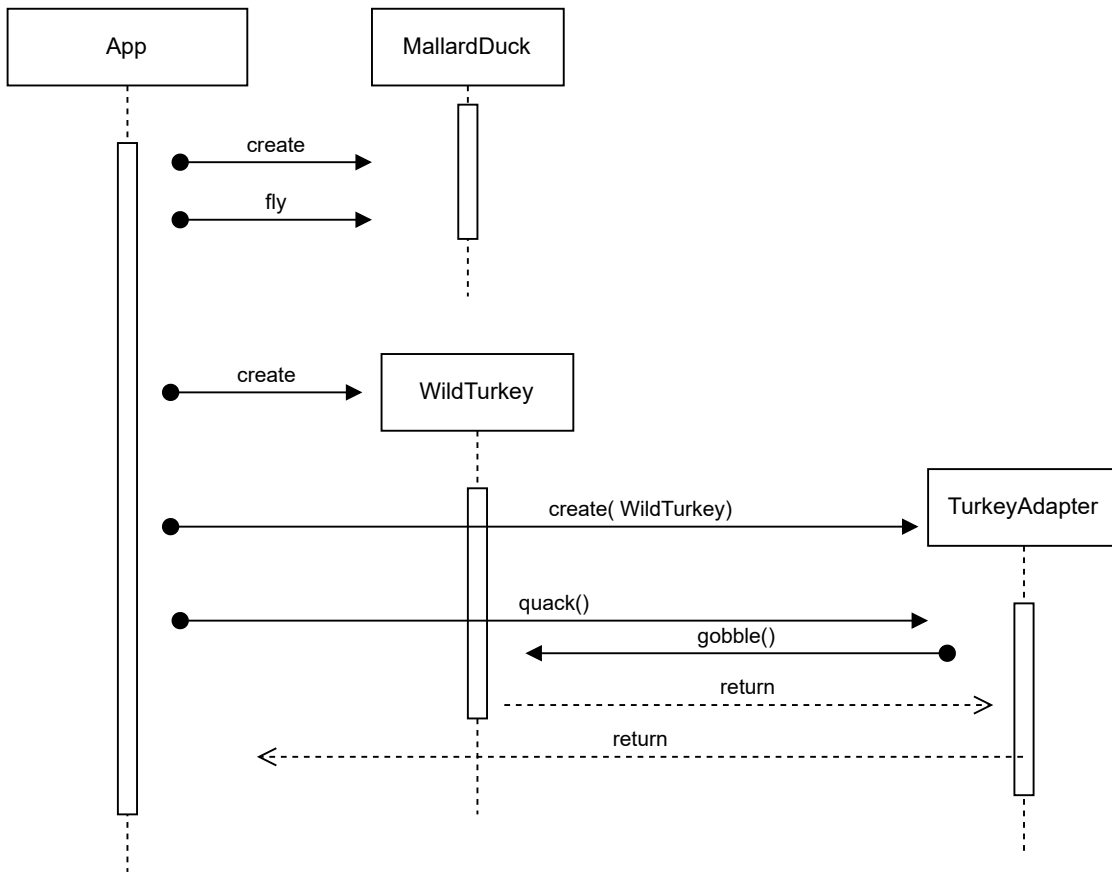 App
MallardDuck
create
fly
create
WildTurkey
create( WildTurkey)
TurkeyAdapter
quack()
gobble()
return
return